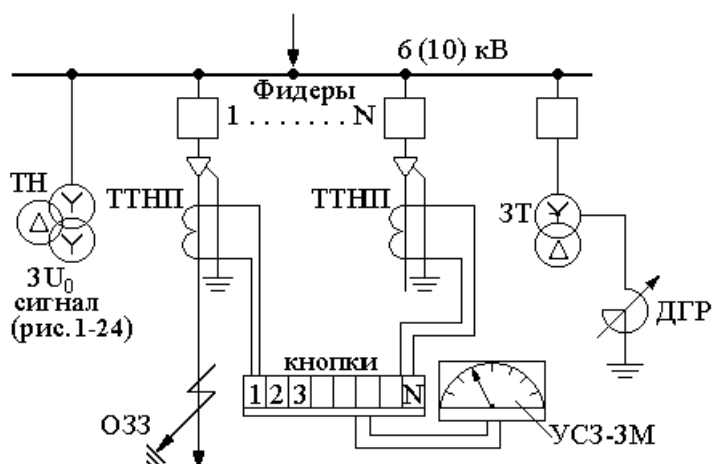 6 (10) кВ
Фидеры
1 . . . . . . . N
ТН
ТТНП
ТТНП
ЗТ
3U₀
сигнал
(рис.1-24)
ДГР
кнопки
1 2 3 N
ОЗЗ
УСЗ-3М